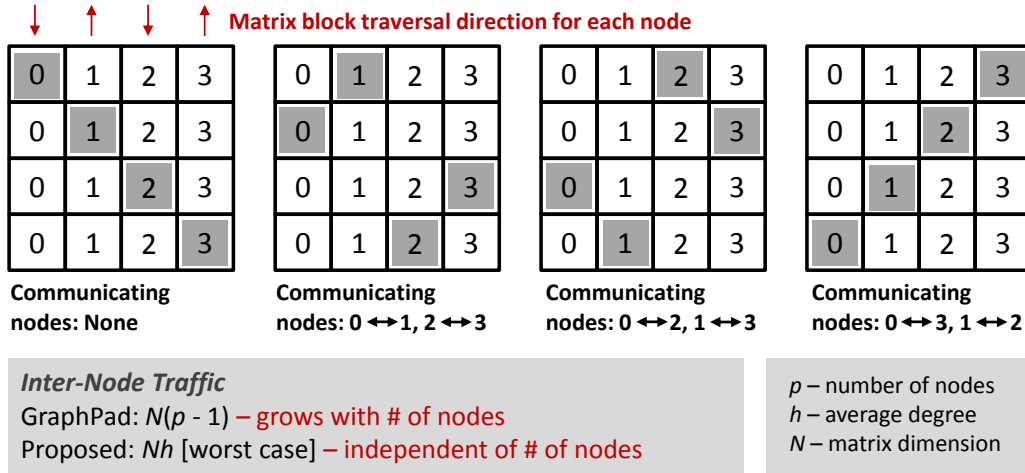 Matrix block traversal direction for each node
0 1 2 3 0 1 2 3 0 1 2 3 0 1 2 3
0 1 2 3 0 1 2 3 0 1 2 3 0 1 2 3
0 1 2 3 0 1 2 3 0 1 2 3 0 1 2 3
0 1 2 3 0 1 2 3 0 1 2 3 0 1 2 3
Communicating
nodes: None
Communicating
nodes: 0 ↔ 1, 2 ↔ 3
Communicating
nodes: 0 ↔ 2, 1 ↔ 3
Communicating
nodes: 0 ↔ 3, 1 ↔ 2
Inter-Node Traffic
GraphPad: N(p - 1) – grows with # of nodes
Proposed: Nh [worst case] – independent of # of nodes
p – number of nodes
h – average degree
N – matrix dimension